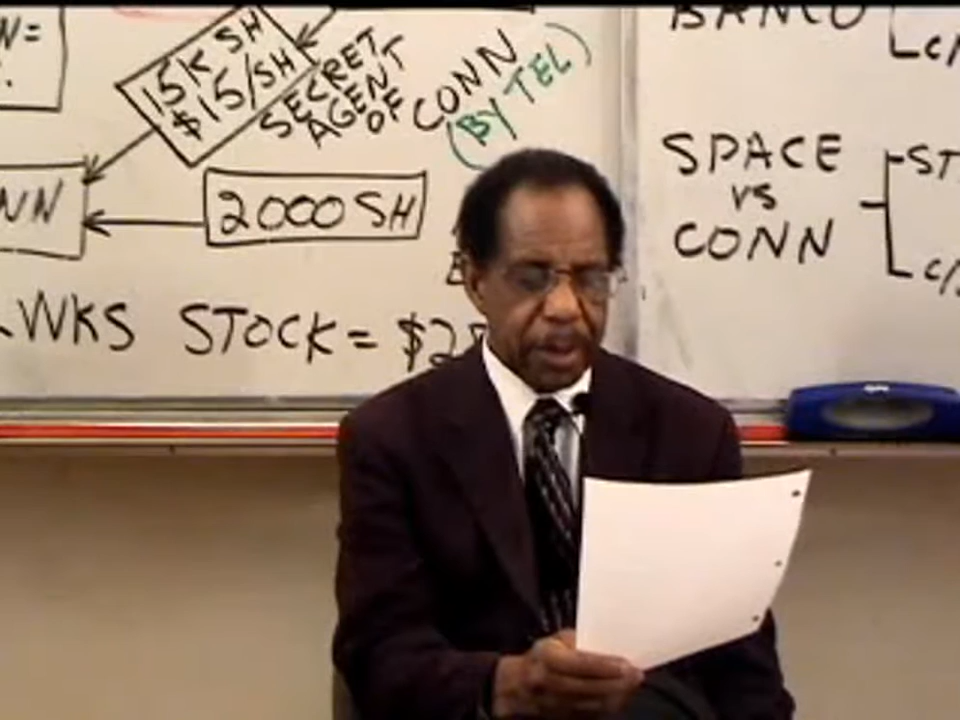 15K SH
$15/SH
SECRET
AGENT
OF
CONN
(BY TEL)
2000 SH
WKS STOCK = $2
BANCO
SPACE
VS
CONN